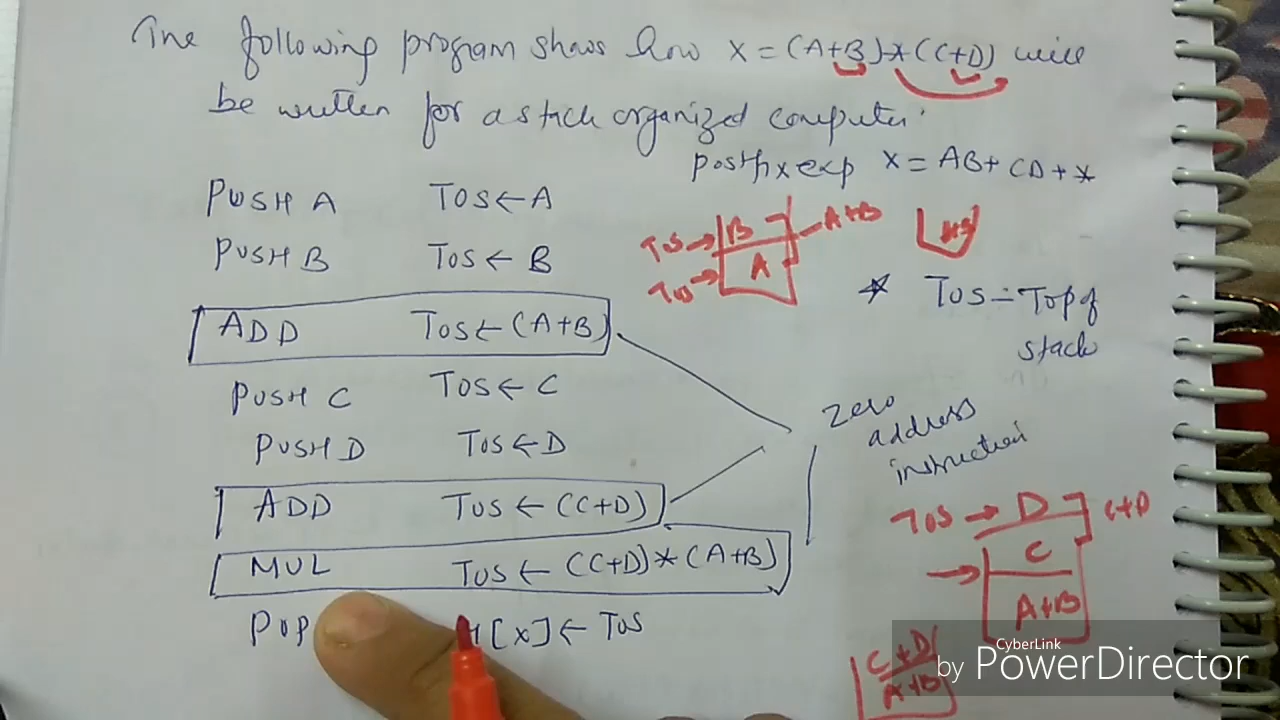 The following program shows how X = (A+B)*(C+D) will
be written for a stack organized computer.
postfix exp X = AB+ CD+*
PUSH A TOS ← A
PUSH B TOS ← B
TOS → B A+B
TOS → A
* TOS = Top of
stack
ADD TOS ← (A+B)
PUSH C TOS ← C
PUSH D TOS ← D
zero
address
instruction
ADD TOS ← (C+D)
TOS → D C+D
→ C
A+B
MUL TOS ← (C+D)*(A+B)
POP M[X] ← TOS
C+D
A+B
CyberLink
by PowerDirector